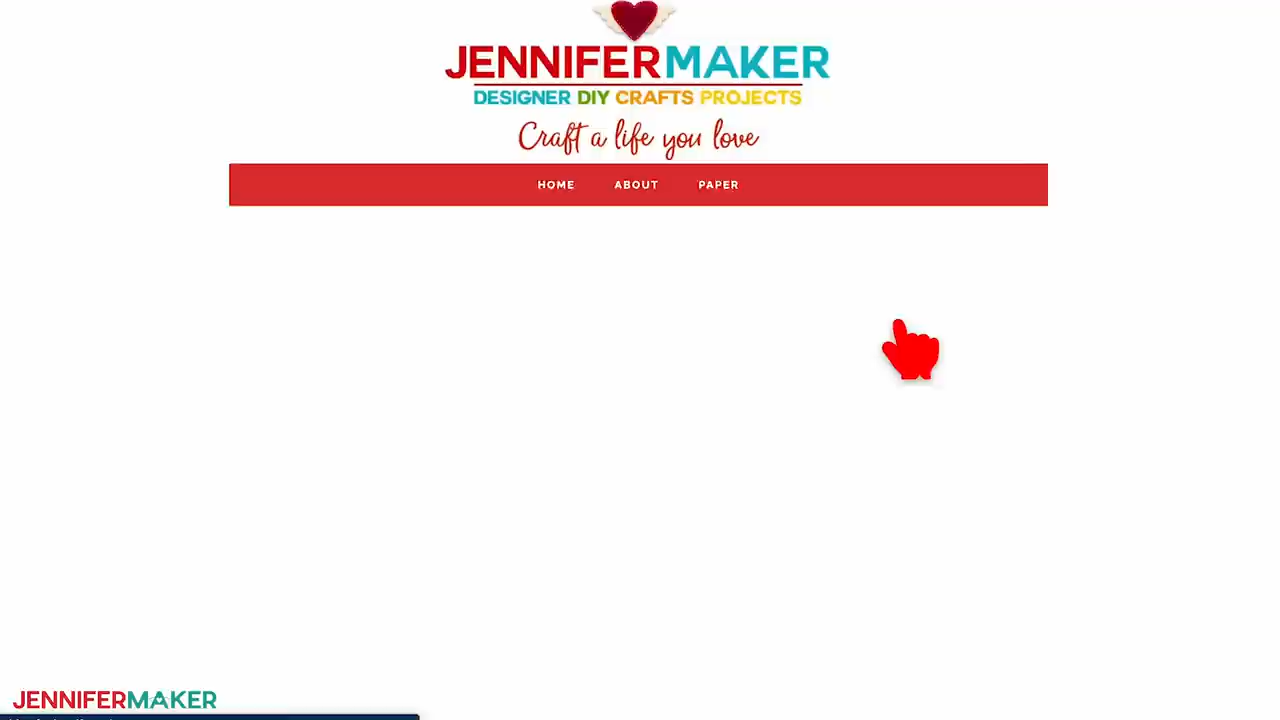 JENNIFERMAKER
DESIGNER DIY CRAFTS PROJECTS
Craft a life you love
HOME ABOUT PAPER
JENNIFERMAKER